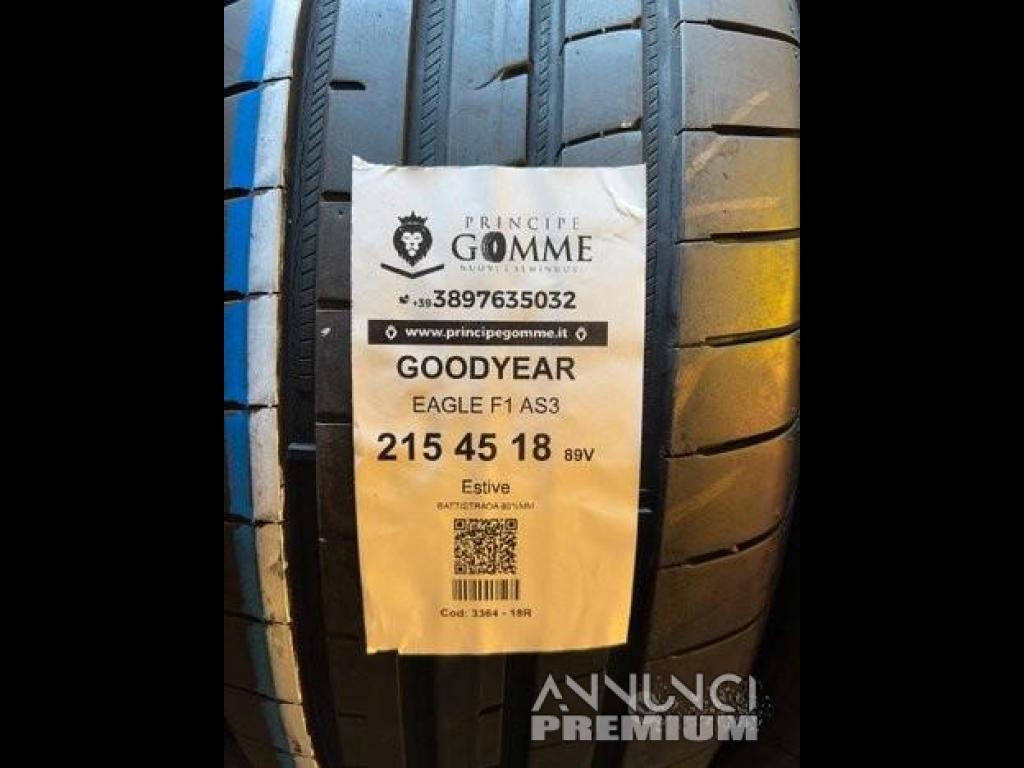 PRINCIPE
GOMME
+39 3897635032
www.principegomme.it
GOODYEAR
EAGLE F1 AS3
215 45 18 89V
Estive
BATTISTRADA
Cod: 3364 - 18R
ANNUNCI
PREMIUM